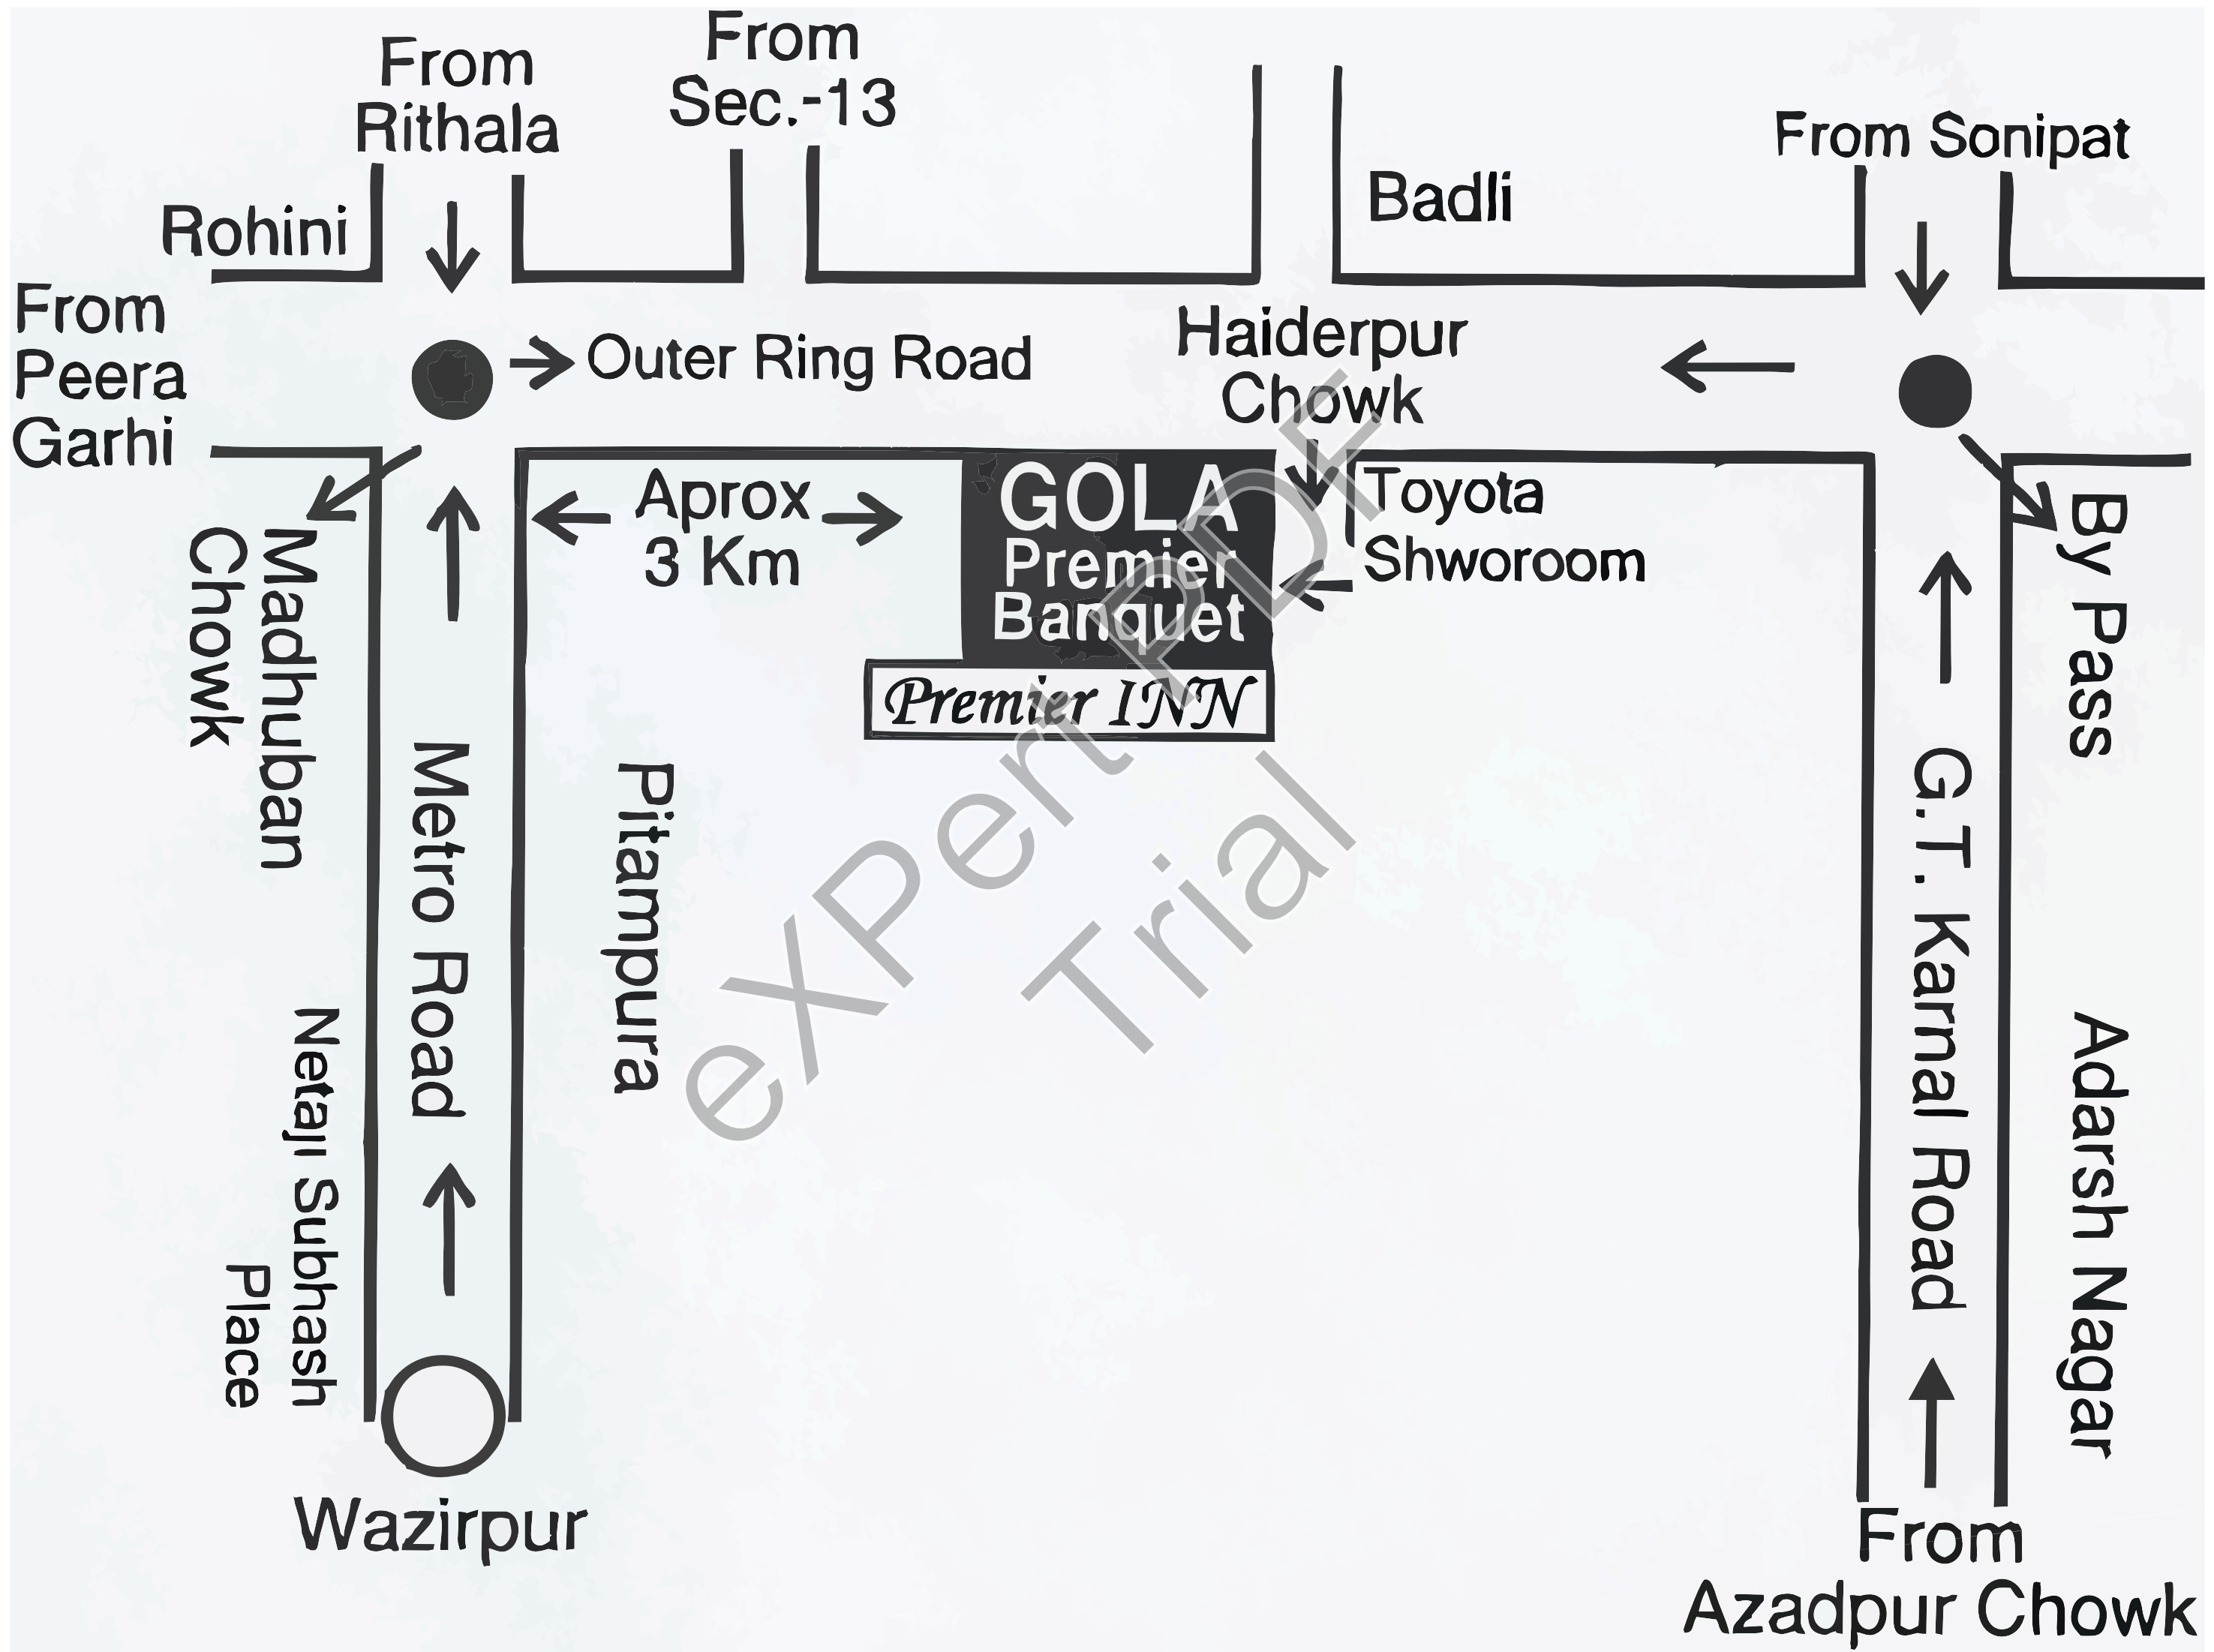 From
Rithala
From
Sec.-13
From Sonipat
Rohini
Badli
From
Peera
Garhi
Outer Ring Road
Haiderpur
Chowk
Aprox
3 Km
GOLA
Premier
Banquet
Premier INN
Toyota
Shworoom
By Pass
Madhuban
Chowk
Metro Road
Pitampura
G.T. Karnal Road
Netaji Subhash
Place
Adarsh Nagar
Wazirpur
From
Azadpur Chowk
eXPert PDF
Trial